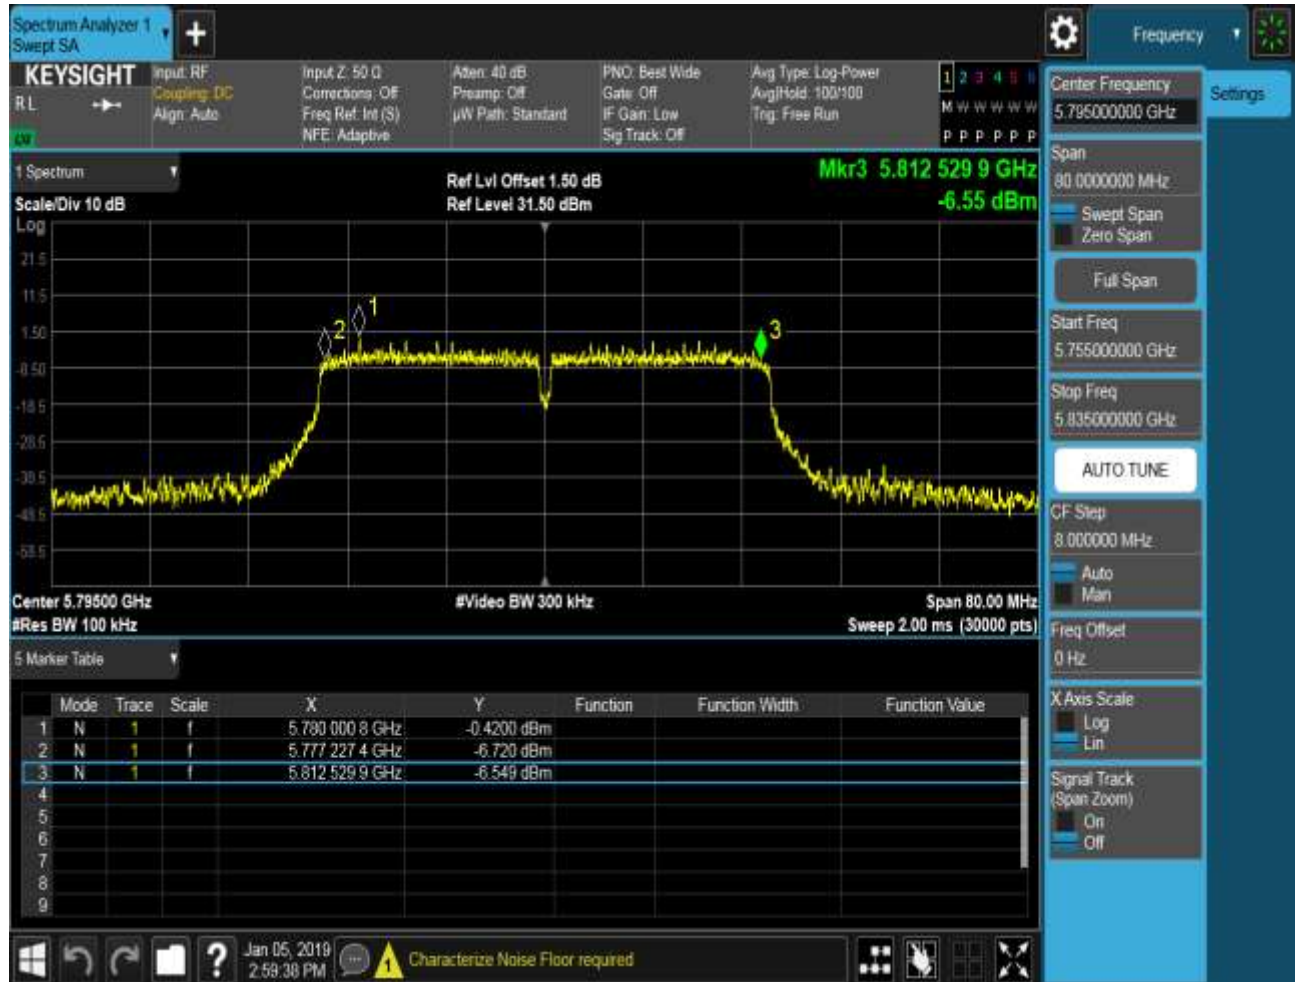 Spectrum Analyzer 1
Swept SA
+
Frequency
KEYSIGHT
RL
Input: RF
Coupling: DC
Align: Auto
Input Z: 50 Ω
Corrections: Off
Freq Ref: Int (S)
NFE: Adaptive
Atten: 40 dB
Preamp: Off
µW Path: Standard
PNO: Best Wide
Gate: Off
IF Gain: Low
Sig Track: Off
Avg Type: Log-Power
Avg|Hold: 100/100
Trig: Free Run
1 2 3 4 5 6
M W W W W W
P P P P P P
1 Spectrum
Scale/Div 10 dB
Ref Lvl Offset 1.50 dB
Ref Level 31.50 dBm
Mkr3 5.812 529 9 GHz
-6.55 dBm
Log
21.5
11.5
1.50
-8.50
-18.5
-28.5
-38.5
-48.5
-58.5
1
2
3
Center 5.79500 GHz
#Res BW 100 kHz
#Video BW 300 kHz
Span 80.00 MHz
Sweep 2.00 ms (30000 pts)
5 Marker Table
Mode Trace Scale X Y Function Function Width Function Value
1 N 1 f 5.780 000 8 GHz -0.4200 dBm
2 N 1 f 5.777 227 4 GHz -6.720 dBm
3 N 1 f 5.812 529 9 GHz -6.549 dBm
4
5
6
7
8
9
?
Jan 05, 2019
2:59:38 PM
1
Characterize Noise Floor required
Center Frequency
5.795000000 GHz
Settings
Span
80.0000000 MHz
Swept Span
Zero Span
Full Span
Start Freq
5.755000000 GHz
Stop Freq
5.835000000 GHz
AUTO TUNE
CF Step
8.000000 MHz
Auto
Man
Freq Offset
0 Hz
X Axis Scale
Log
Lin
Signal Track
(Span Zoom)
On
Off